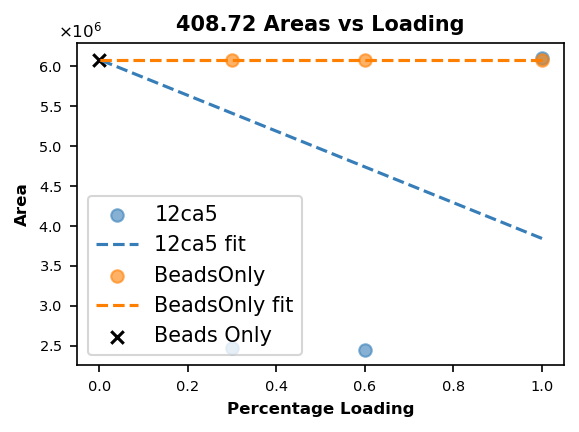 408.72 Areas vs Loading
×10⁶
6.0
5.5
5.0
4.5
4.0
3.5
3.0
2.5
Area
12ca5
12ca5 fit
BeadsOnly
BeadsOnly fit
Beads Only
0.0 0.2 0.4 0.6 0.8 1.0
Percentage Loading